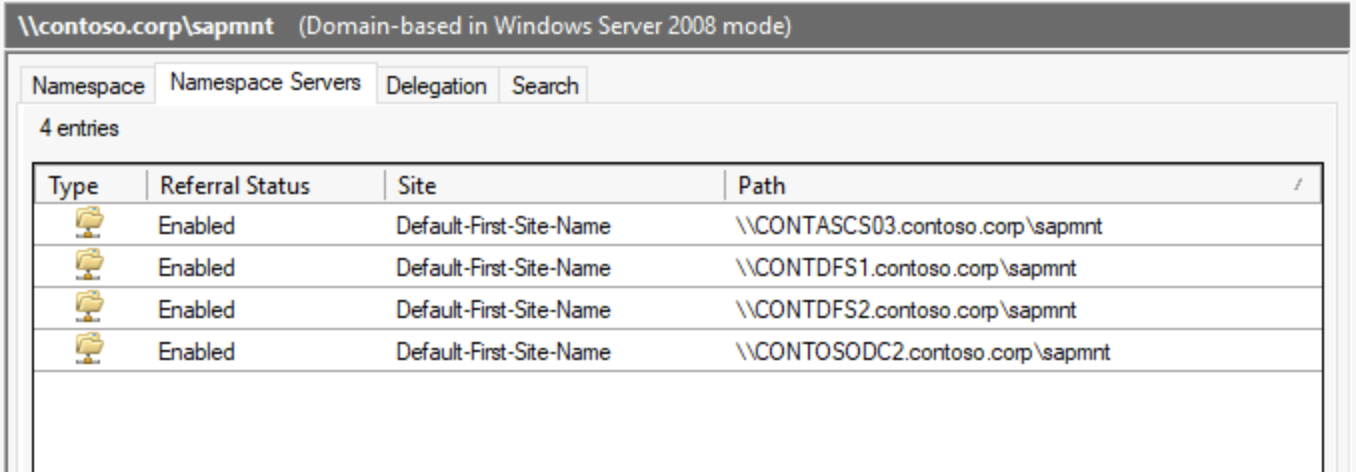 \\contoso.corp\sapmnt (Domain-based in Windows Server 2008 mode)
Namespace Namespace Servers Delegation Search
4 entries
Type Referral Status Site Path
Enabled Default-First-Site-Name \\CONTASCS03.contoso.corp\sapmnt
Enabled Default-First-Site-Name \\CONTDFS1.contoso.corp\sapmnt
Enabled Default-First-Site-Name \\CONTDFS2.contoso.corp\sapmnt
Enabled Default-First-Site-Name \\CONTOSODC2.contoso.corp\sapmnt